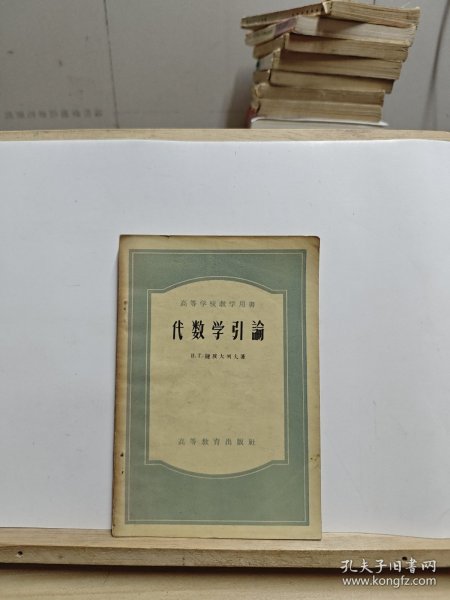 高等学校教学用書
代数学引論
高等教育出版社
孔夫子旧书网
www.kongfz.com